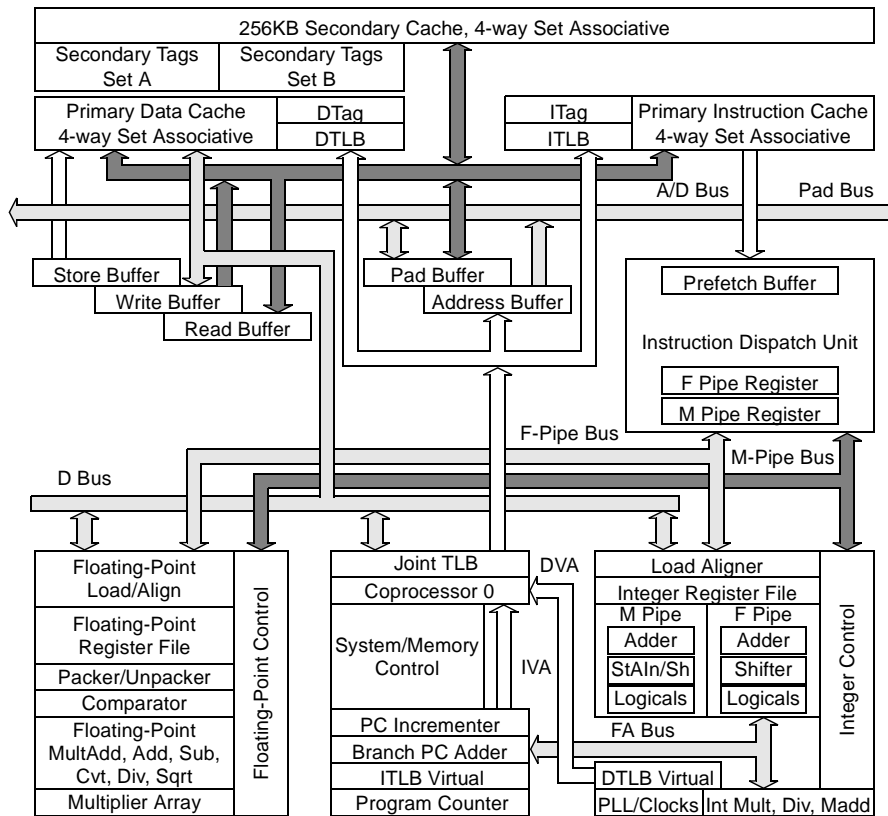 256KB Secondary Cache, 4-way Set Associative
Secondary Tags
Set A
Secondary Tags
Set B
Primary Data Cache
4-way Set Associative
DTag
DTLB
ITag
ITLB
Primary Instruction Cache
4-way Set Associative
A/D Bus
Pad Bus
Store Buffer
Write Buffer
Read Buffer
Pad Buffer
Address Buffer
Prefetch Buffer
Instruction Dispatch Unit
F Pipe Register
M Pipe Register
F-Pipe Bus
M-Pipe Bus
D Bus
Floating-Point
Load/Align
Floating-Point
Register File
Packer/Unpacker
Comparator
Floating-Point
MultAdd, Add, Sub,
Cvt, Div, Sqrt
Multiplier Array
Floating-Point Control
Joint TLB
Coprocessor 0
System/Memory
Control
PC Incrementer
Branch PC Adder
ITLB Virtual
Program Counter
DVA
IVA
FA Bus
Load Aligner
Integer Register File
M Pipe
Adder
StAln/Sh
Logicals
F Pipe
Adder
Shifter
Logicals
Integer Control
DTLB Virtual
PLL/Clocks
Int Mult, Div, Madd